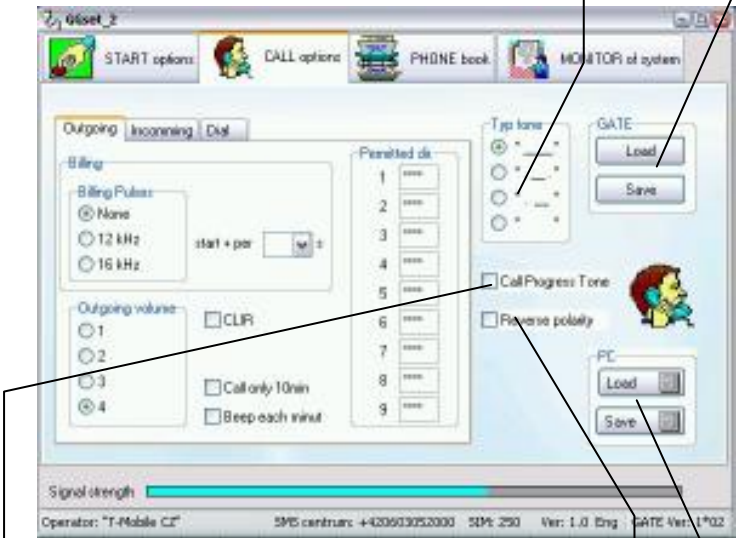 GSset_2
START options
CALL options
PHONE book
MONITOR of system
Outgoing
Incomming
Dial
Billing
Billing Pulses
None
12 kHz
16 kHz
start + per
s
Outgoing volume
1
2
3
4
CLIR
Call only 10min
Beep each minut
Permitted dir.
1 ****
2 ****
3 ****
4 ****
5 ****
6 ****
7 ****
8 ****
9 ****
Typ tone
GATE
Load
Save
Call Progress Tone
Reverse polarity
PC
Load
Save
Signal strength
Operator: "T-Mobile CZ"
SMS centrum: +420603052000
SIM: 250
Ver: 1.0 Eng
GATE Ver: 1*02